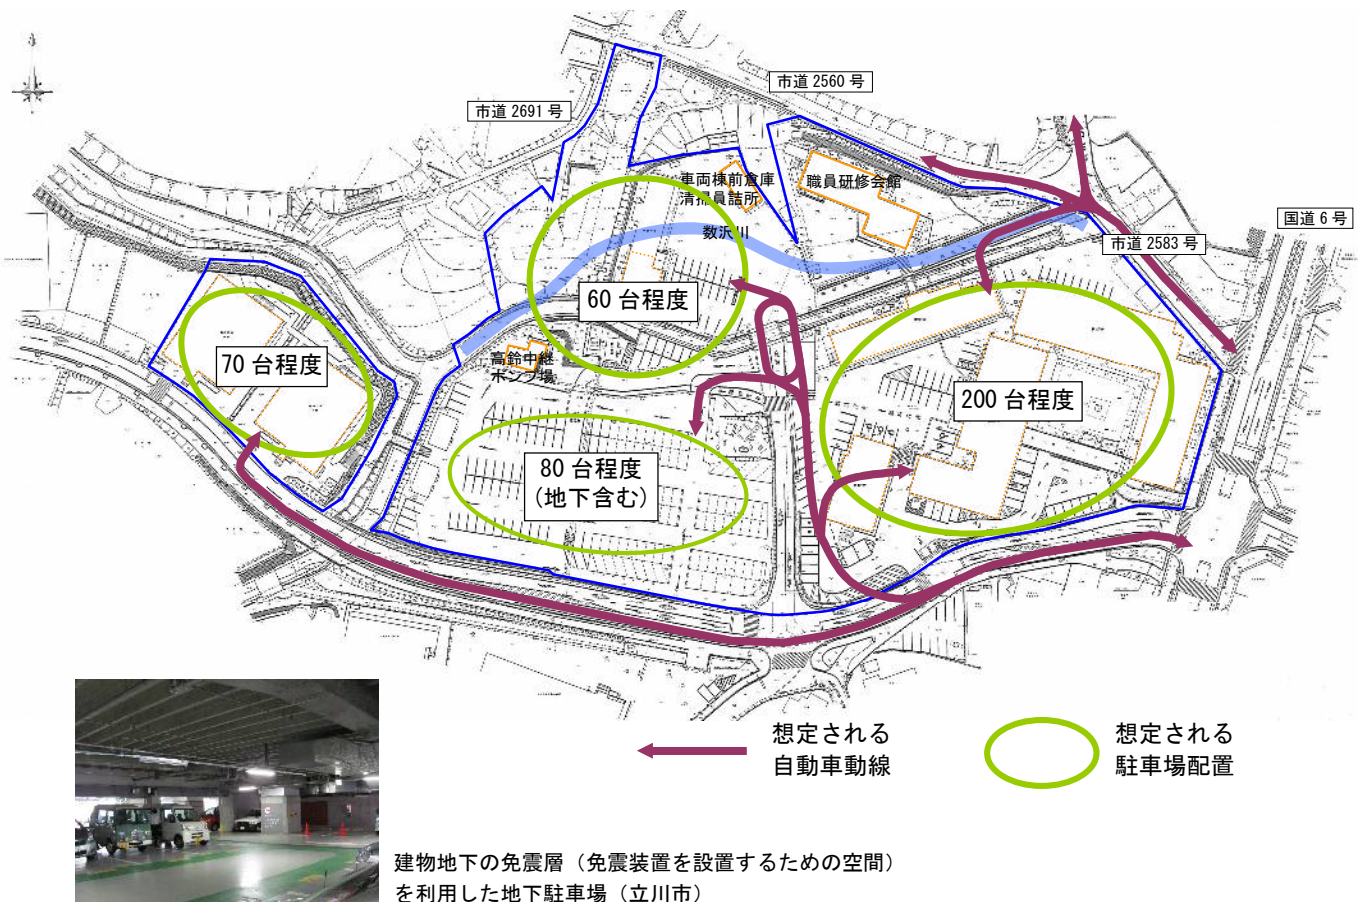 市道 2560 号
市道 2691 号
車両棟前倉庫
清掃員詰所
職員研修会館
数沢川
国道 6 号
市道 2583 号
60 台程度
70 台程度
高鈴中継
ポンプ場
200 台程度
80 台程度
(地下含む)
想定される
自動車動線
想定される
駐車場配置
建物地下の免震層（免震装置を設置するための空間）
を利用した地下駐車場（立川市）